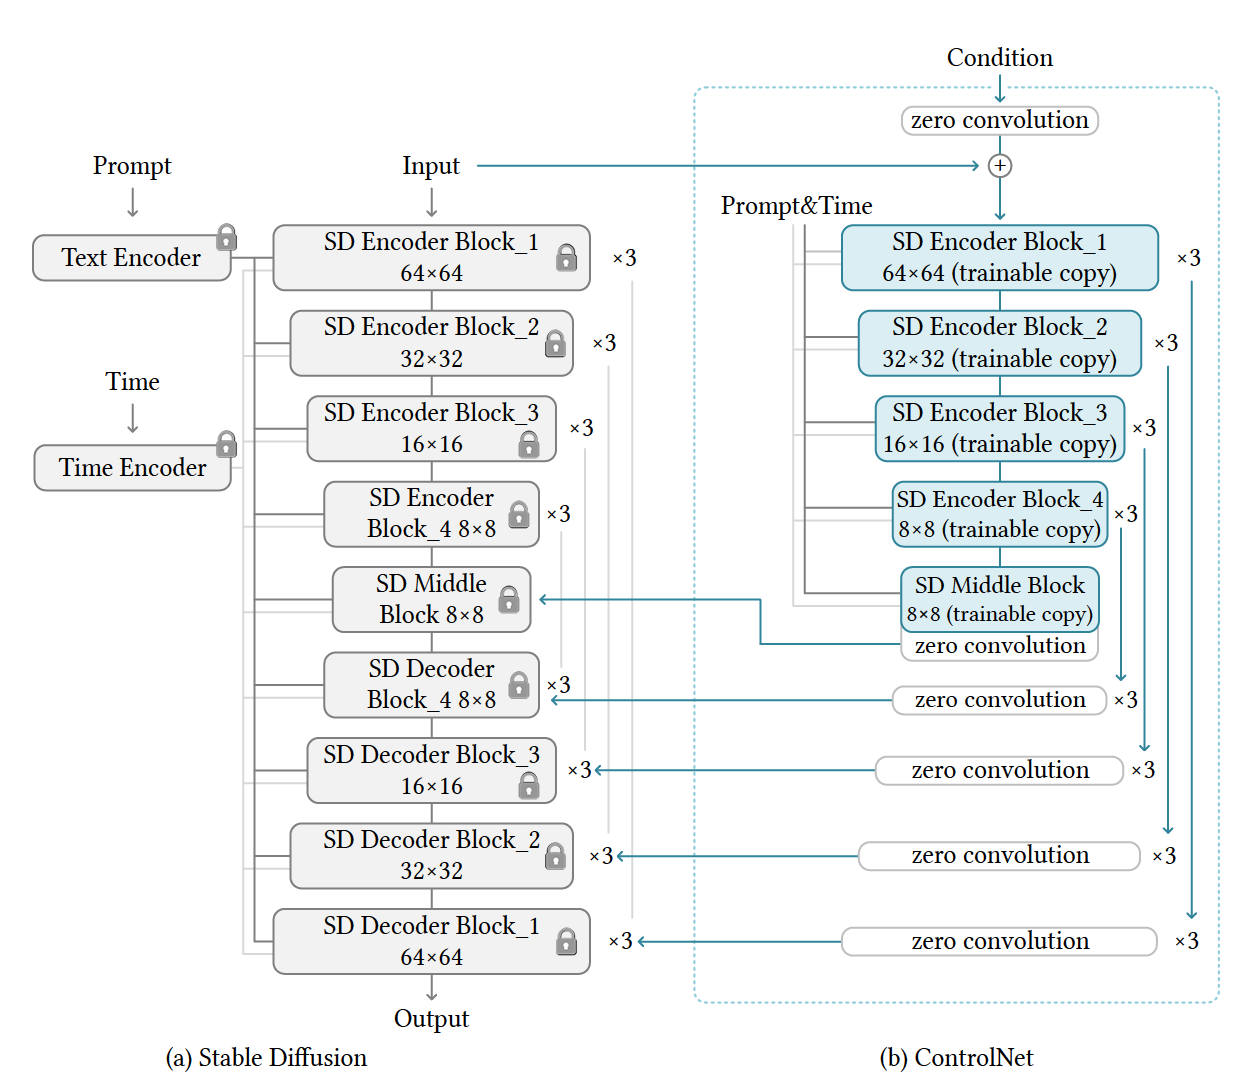 Prompt
Input
Text Encoder
SD Encoder Block_1
64×64
×3
SD Encoder Block_2
32×32
×3
Time
SD Encoder Block_3
16×16
×3
Time Encoder
SD Encoder
Block_4 8×8
×3
SD Middle
Block 8×8
SD Decoder
Block_4 8×8
×3
SD Decoder Block_3
16×16
×3
SD Decoder Block_2
32×32
×3
SD Decoder Block_1
64×64
×3
Output
(a) Stable Diffusion
Condition
zero convolution
+
Prompt&Time
SD Encoder Block_1
64×64 (trainable copy)
×3
SD Encoder Block_2
32×32 (trainable copy)
×3
SD Encoder Block_3
16×16 (trainable copy)
×3
SD Encoder Block_4
8×8 (trainable copy)
×3
SD Middle Block
8×8 (trainable copy)
zero convolution
zero convolution
×3
zero convolution
×3
zero convolution
×3
zero convolution
×3
(b) ControlNet